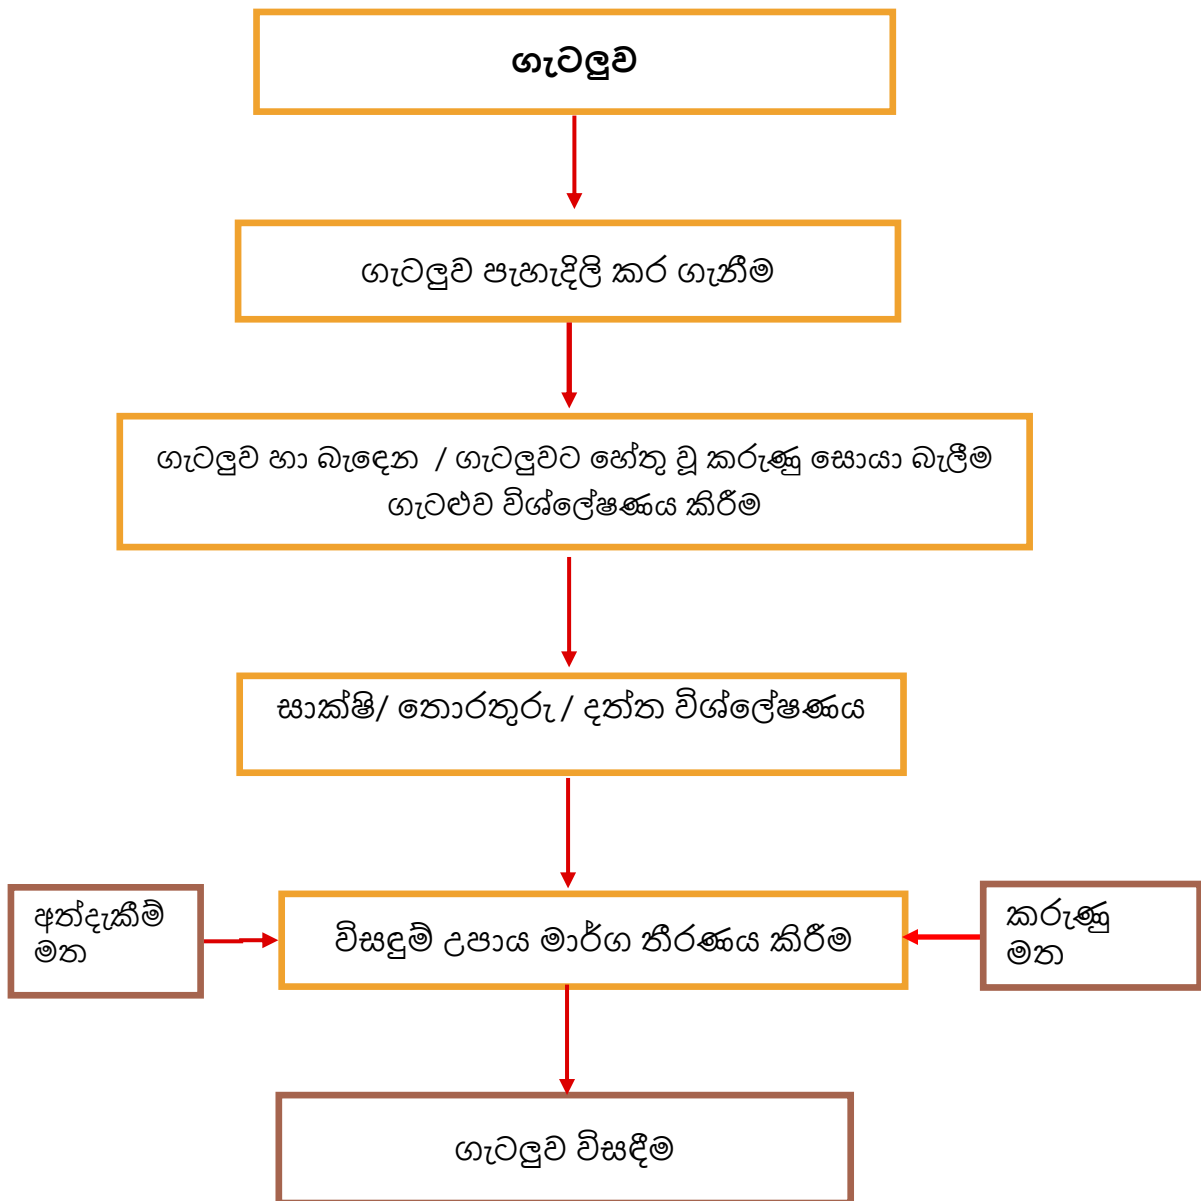 ගැටලුව
ගැටලුව පැහැදිලි කර ගැනීම
ගැටලුව හා බැඳෙන / ගැටලුවට හේතු වූ කරුණු සොයා බැලීම
ගැටළුව විශ්ලේෂණය කිරීම
සාක්ෂි/ තොරතුරු / දත්ත විශ්ලේෂණය
අත්දැකීම්
මත
විසඳුම් උපාය මාර්ග තීරණය කිරීම
කරුණු
මත
ගැටලුව විසඳීම